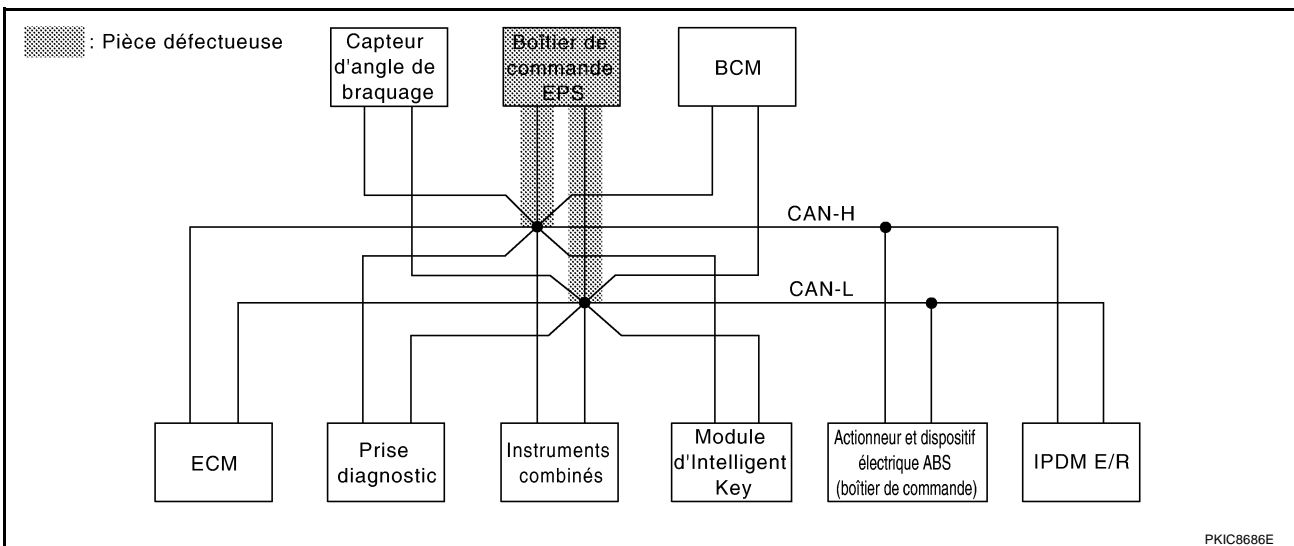 : Pièce défectueuse
Capteur
d'angle de
braquage
Boîtier de
commande
EPS
BCM
CAN-H
CAN-L
ECM
Prise
diagnostic
Instruments
combinés
Module
d'Intelligent
Key
Actionneur et dispositif
électrique ABS
(boîtier de commande)
IPDM E/R
PKIC8686E